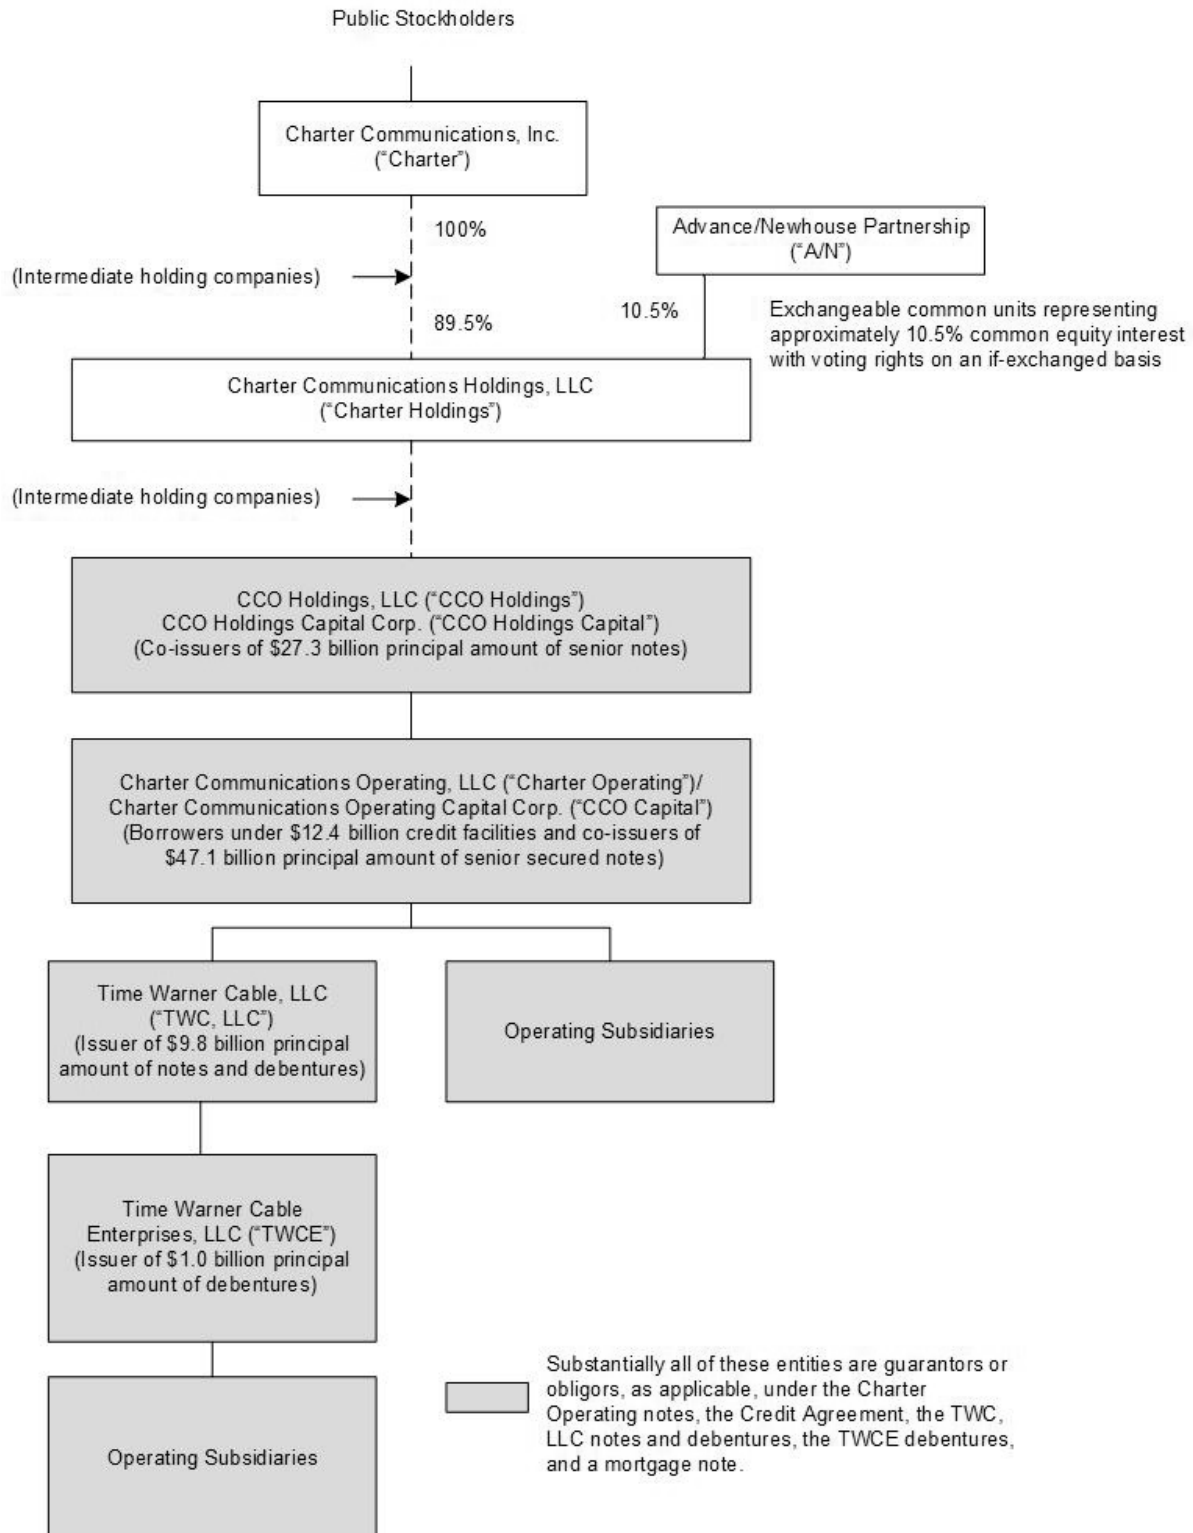 Public Stockholders
Charter Communications, Inc.
(“Charter”)
100%
Advance/Newhouse Partnership
(“A/N”)
(Intermediate holding companies)
89.5%
10.5%
Exchangeable common units representing
approximately 10.5% common equity interest
with voting rights on an if-exchanged basis
Charter Communications Holdings, LLC
(“Charter Holdings”)
(Intermediate holding companies)
CCO Holdings, LLC (“CCO Holdings”)
CCO Holdings Capital Corp. (“CCO Holdings Capital”)
(Co-issuers of $27.3 billion principal amount of senior notes)
Charter Communications Operating, LLC (“Charter Operating”)/
Charter Communications Operating Capital Corp. (“CCO Capital”)
(Borrowers under $12.4 billion credit facilities and co-issuers of
$47.1 billion principal amount of senior secured notes)
Time Warner Cable, LLC
(“TWC, LLC”)
(Issuer of $9.8 billion principal
amount of notes and debentures)
Operating Subsidiaries
Time Warner Cable
Enterprises, LLC (“TWCE”)
(Issuer of $1.0 billion principal
amount of debentures)
Operating Subsidiaries
Substantially all of these entities are guarantors or
obligors, as applicable, under the Charter
Operating notes, the Credit Agreement, the TWC,
LLC notes and debentures, the TWCE debentures,
and a mortgage note.